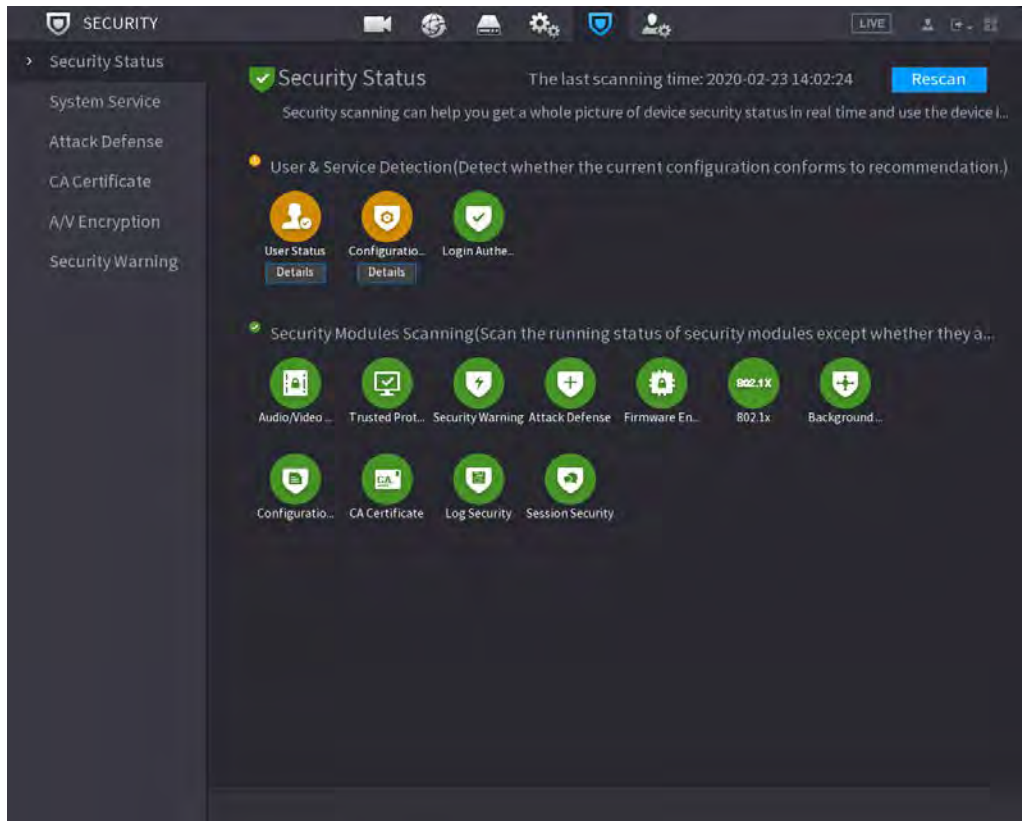 SECURITY
LIVE
Security Status
System Service
Attack Defense
CA Certificate
A/V Encryption
Security Warning
Security Status The last scanning time: 2020-02-23 14:02:24 Rescan
Security scanning can help you get a whole picture of device security status in real time and use the device i...
User & Service Detection(Detect whether the current configuration conforms to recommendation.)
User Status Configuratio... Login Authe...
Details Details
Security Modules Scanning(Scan the running status of security modules except whether they a...
802.1X
Audio/Video ... Trusted Prot... Security Warning Attack Defense Firmware En... 802.1x Background ...
CA
Configuratio... CA Certificate Log Security Session Security